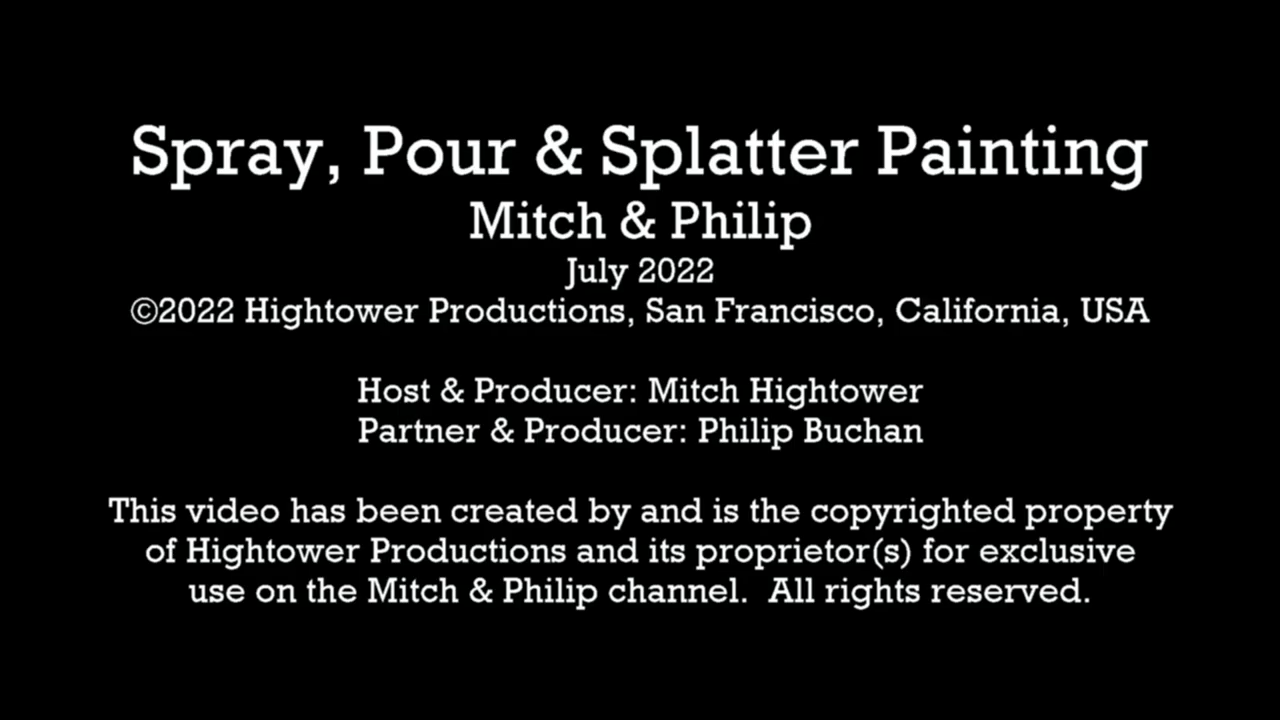 Spray, Pour & Splatter Painting
Mitch & Philip
July 2022
©2022 Hightower Productions, San Francisco, California, USA
Host & Producer: Mitch Hightower
Partner & Producer: Philip Buchan
This video has been created by and is the copyrighted property
of Hightower Productions and its proprietor(s) for exclusive
use on the Mitch & Philip channel.  All rights reserved.